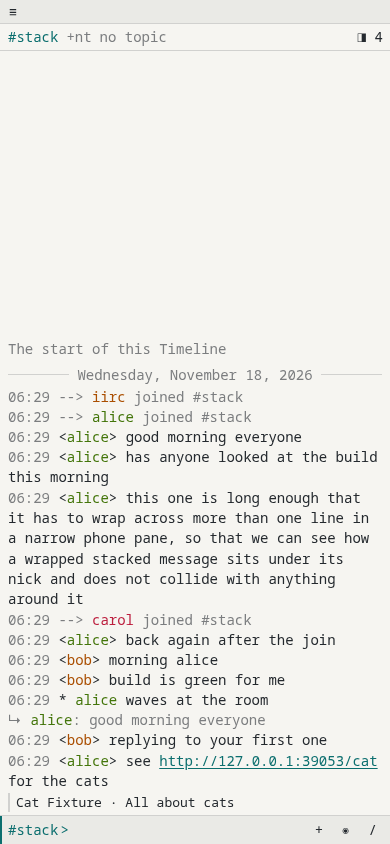 ≡
#stack +nt no topic ◨ 4
The start of this Timeline
Wednesday, November 18, 2026
06:29 --> iirc joined #stack
06:29 --> alice joined #stack
06:29 <alice> good morning everyone
06:29 <alice> has anyone looked at the build
this morning
06:29 <alice> this one is long enough that
it has to wrap across more than one line in
a narrow phone pane, so that we can see how
a wrapped stacked message sits under its
nick and does not collide with anything
around it
06:29 --> carol joined #stack
06:29 <alice> back again after the join
06:29 <bob> morning alice
06:29 <bob> build is green for me
06:29 * alice waves at the room
↳ alice: good morning everyone
06:29 <bob> replying to your first one
06:29 <alice> see http://127.0.0.1:39053/cat
for the cats
Cat Fixture · All about cats
#stack> + ◉ /